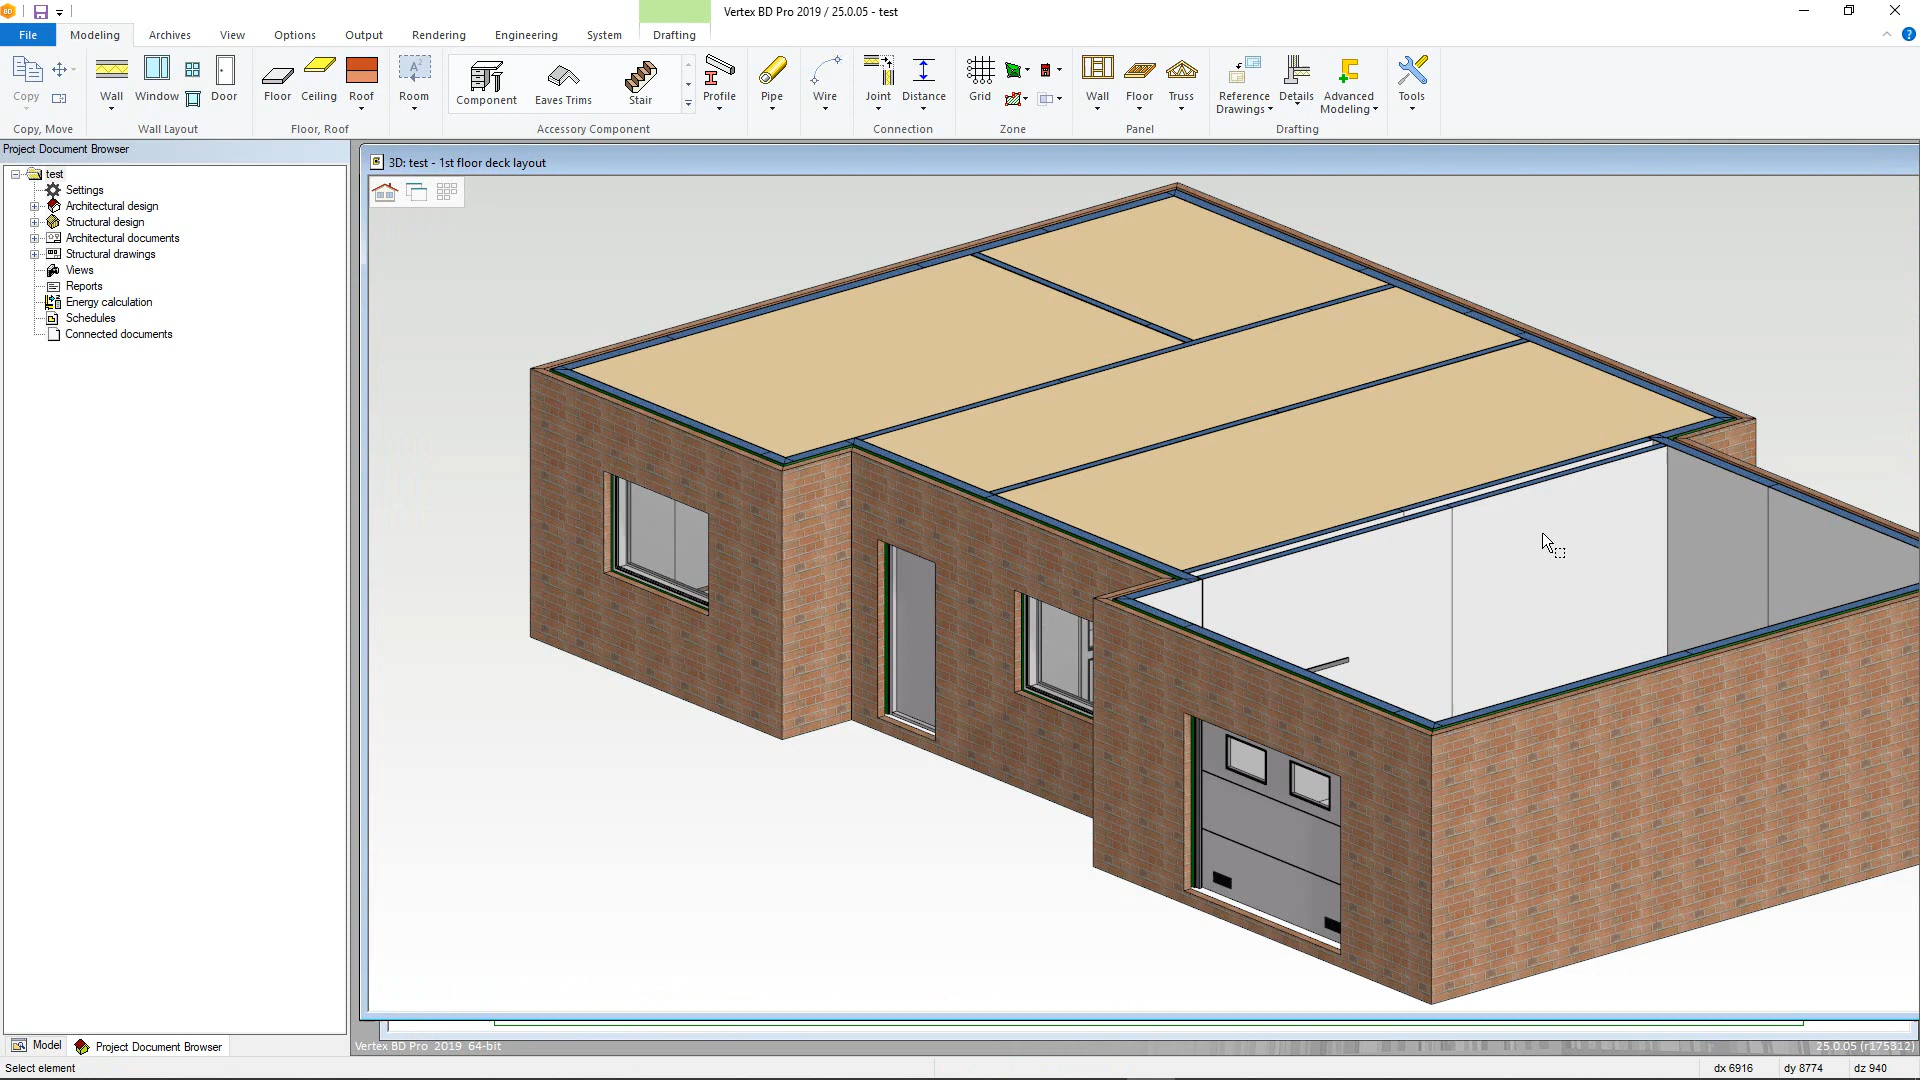 BD
Vertex BD Pro 2019 / 25.0.05 - test
File Modeling Archives View Options Output Rendering Engineering System Drafting
Copy Wall Window Door Floor Ceiling Roof Room Component Eaves Trims Stair Profile Pipe Wire Joint Distance Grid Wall Floor Truss Reference Drawings Details Advanced Modeling Tools
Copy, Move Wall Layout Floor, Roof Accessory Component Connection Zone Panel Drafting
Project Document Browser
3D: test - 1st floor deck layout
test
Settings
Architectural design
Structural design
Architectural documents
Structural drawings
Views
Reports
Energy calculation
Schedules
Connected documents
Model Project Document Browser
Vertex BD Pro 2019 64-bit
25.0.05 (r175312)
Select element
dx 6916 dy 8774 dz 940